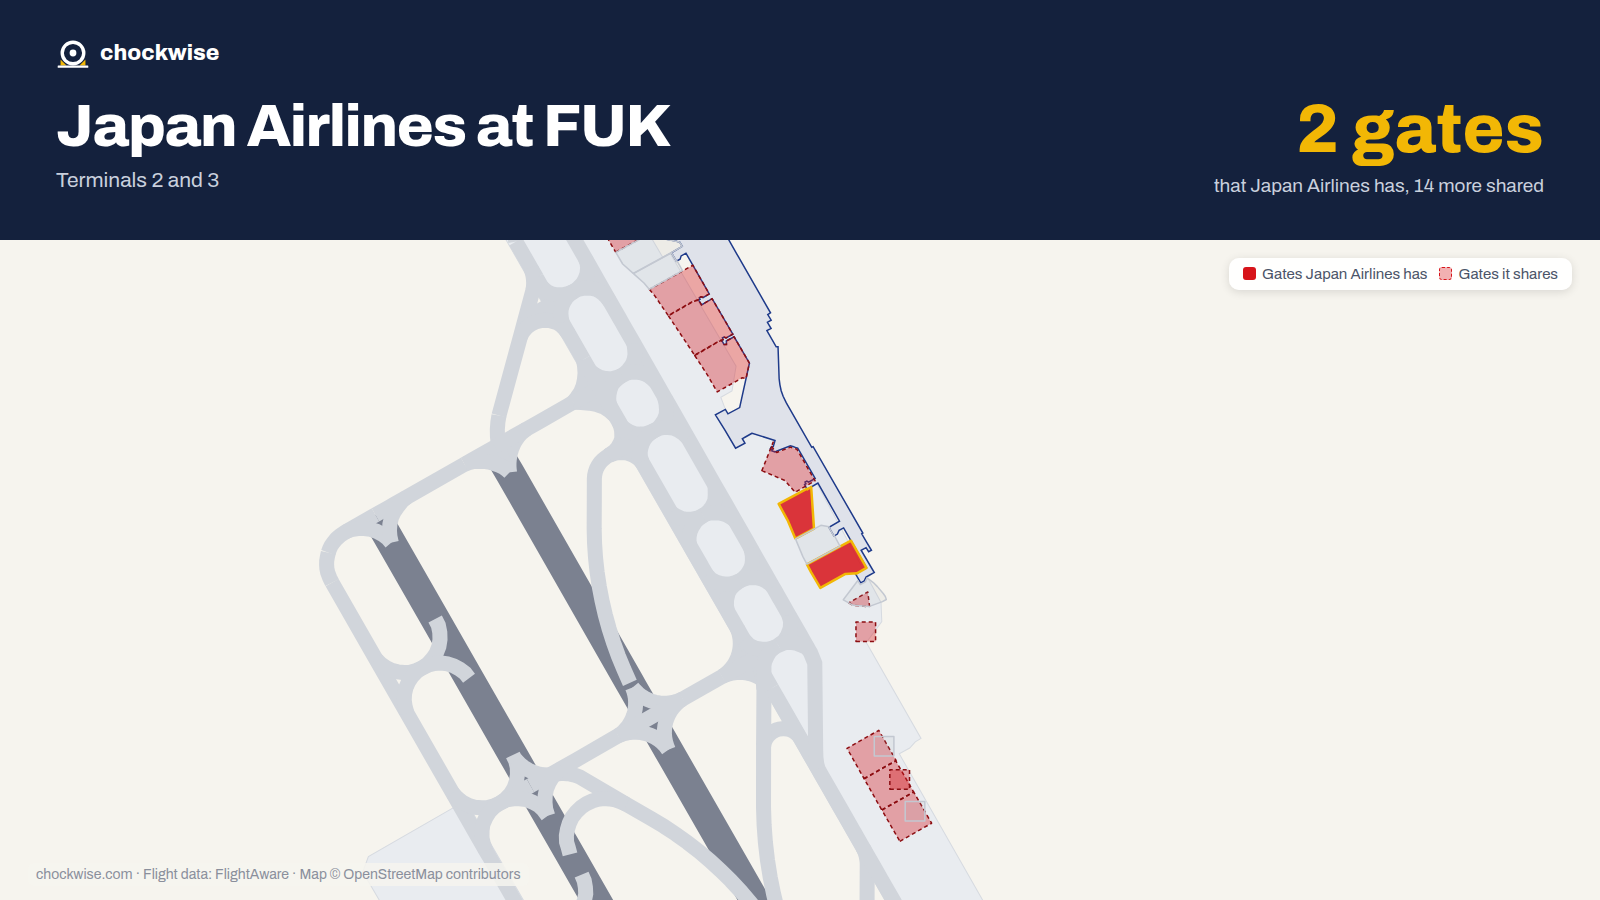 chockwise
Japan Airlines at FUK
Terminals 2 and 3
2 gates
that Japan Airlines has, 14 more shared
Gates Japan Airlines has
Gates it shares
chockwise.com · Flight data: FlightAware · Map © OpenStreetMap contributors